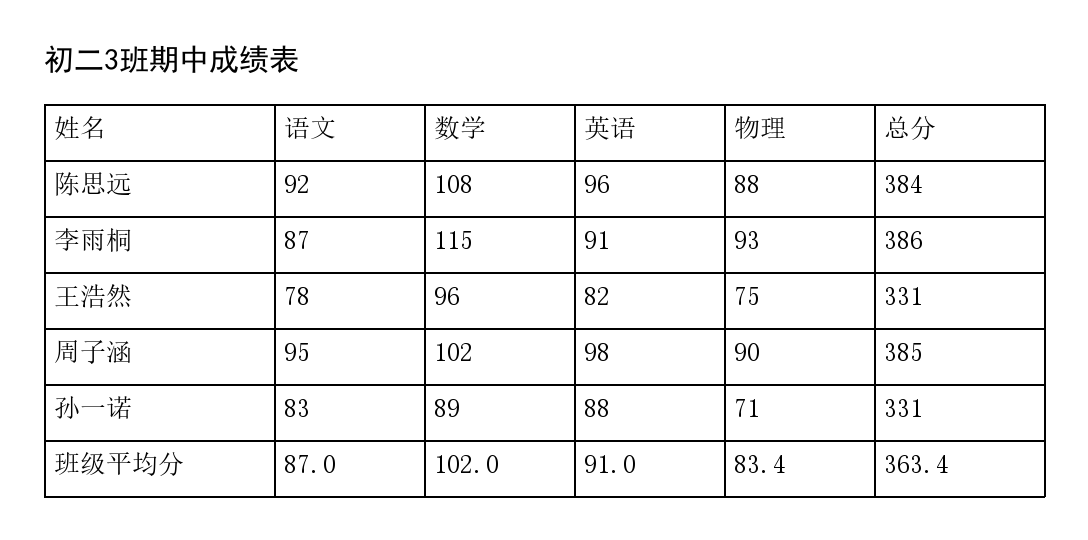 初二3班期中成绩表
姓名 语文 数学 英语 物理 总分
陈思远 92 108 96 88 384
李雨桐 87 115 91 93 386
王浩然 78 96 82 75 331
周子涵 95 102 98 90 385
孙一诺 83 89 88 71 331
班级平均分 87.0 102.0 91.0 83.4 363.4